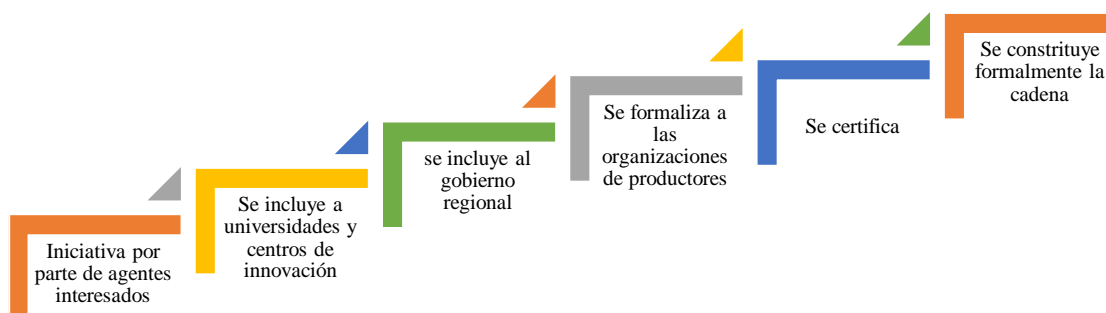 Iniciativa por
parte de agentes
interesados
Se incluye a
universidades y
centros de
innovación
se incluye al
gobierno
regional
Se formaliza a
las
organizaciones
de productores
Se certifica
Se constrituye
formalmente la
cadena